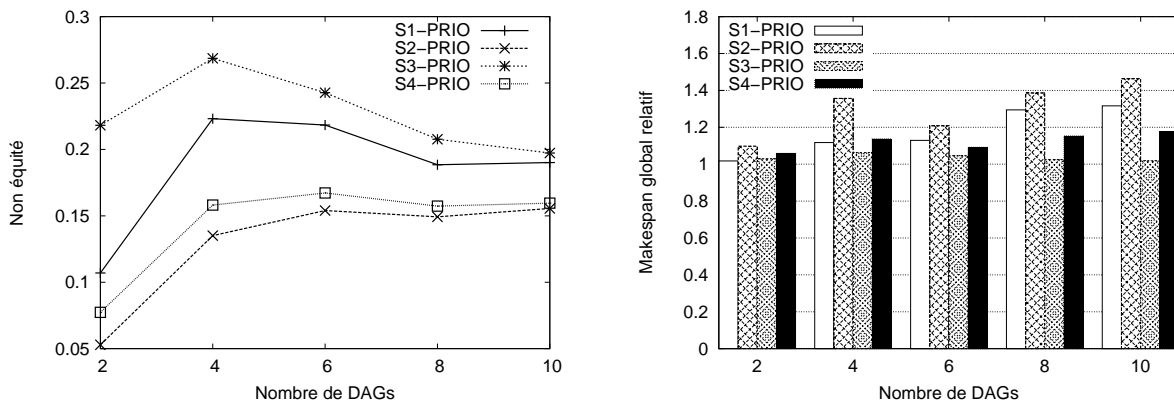 0.3
0.25
0.2
0.15
0.1
0.05
2
4
6
8
10
Non équité
Nombre de DAGs
S1−PRIO
S2−PRIO
S3−PRIO
S4−PRIO
1.8
1.6
1.4
1.2
1
0.8
0.6
0.4
0.2
0
2
4
6
8
10
Makespan global relatif
Nombre de DAGs
S1−PRIO
S2−PRIO
S3−PRIO
S4−PRIO